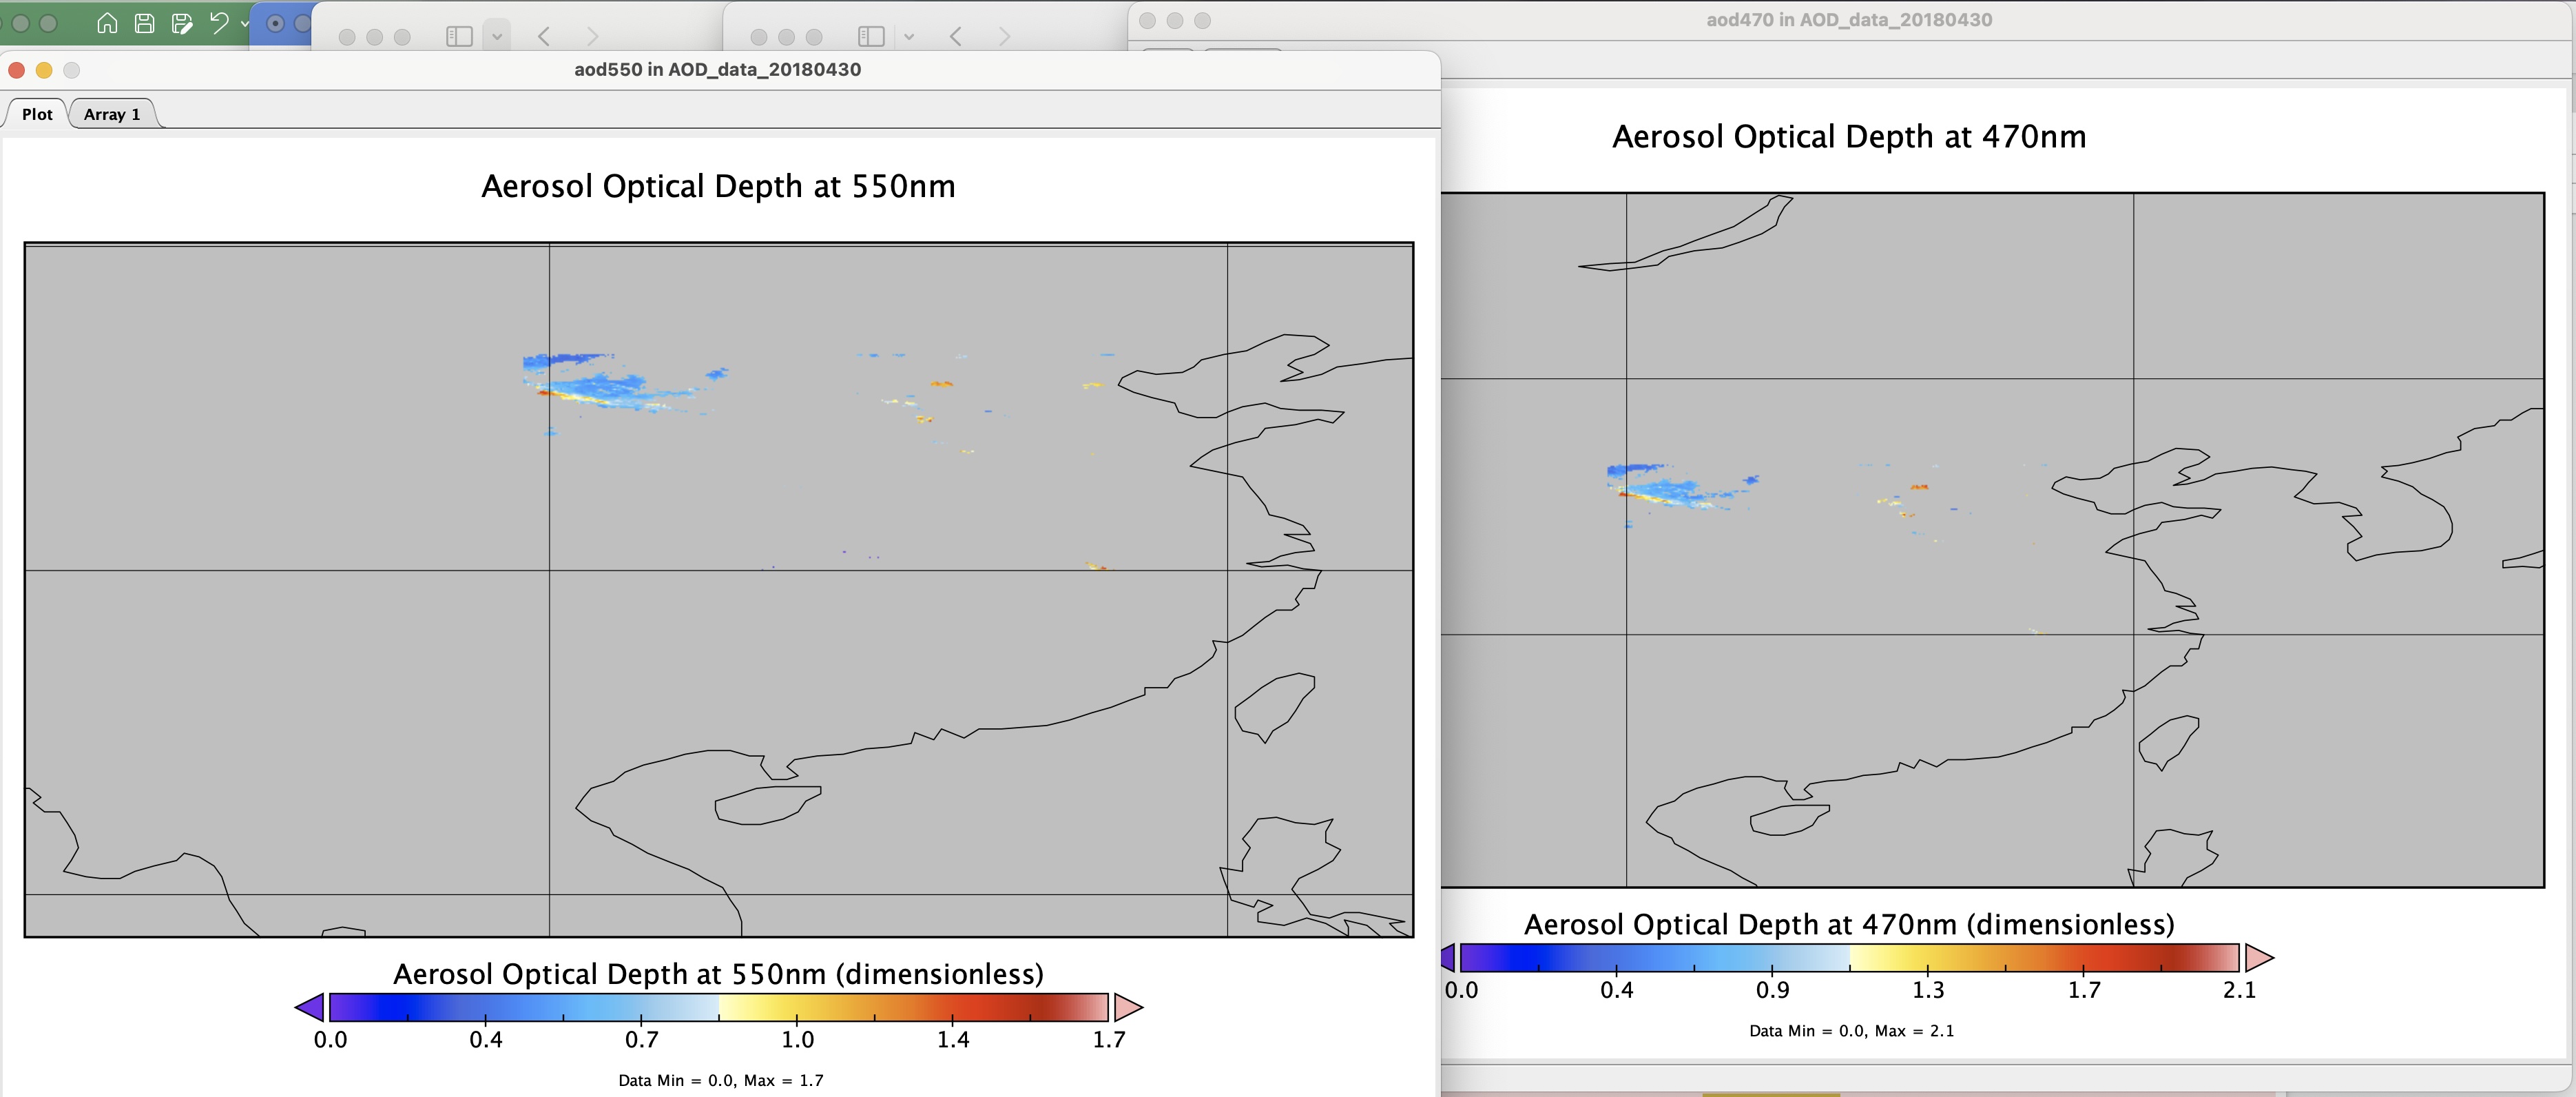 aod470 in AOD_data_20180430
aod550 in AOD_data_20180430
Plot
Array 1
Aerosol Optical Depth at 470nm
Aerosol Optical Depth at 550nm
Aerosol Optical Depth at 470nm (dimensionless)
0.0 0.4 0.9 1.3 1.7 2.1
Data Min = 0.0, Max = 2.1
Aerosol Optical Depth at 550nm (dimensionless)
0.0 0.4 0.7 1.0 1.4 1.7
Data Min = 0.0, Max = 1.7